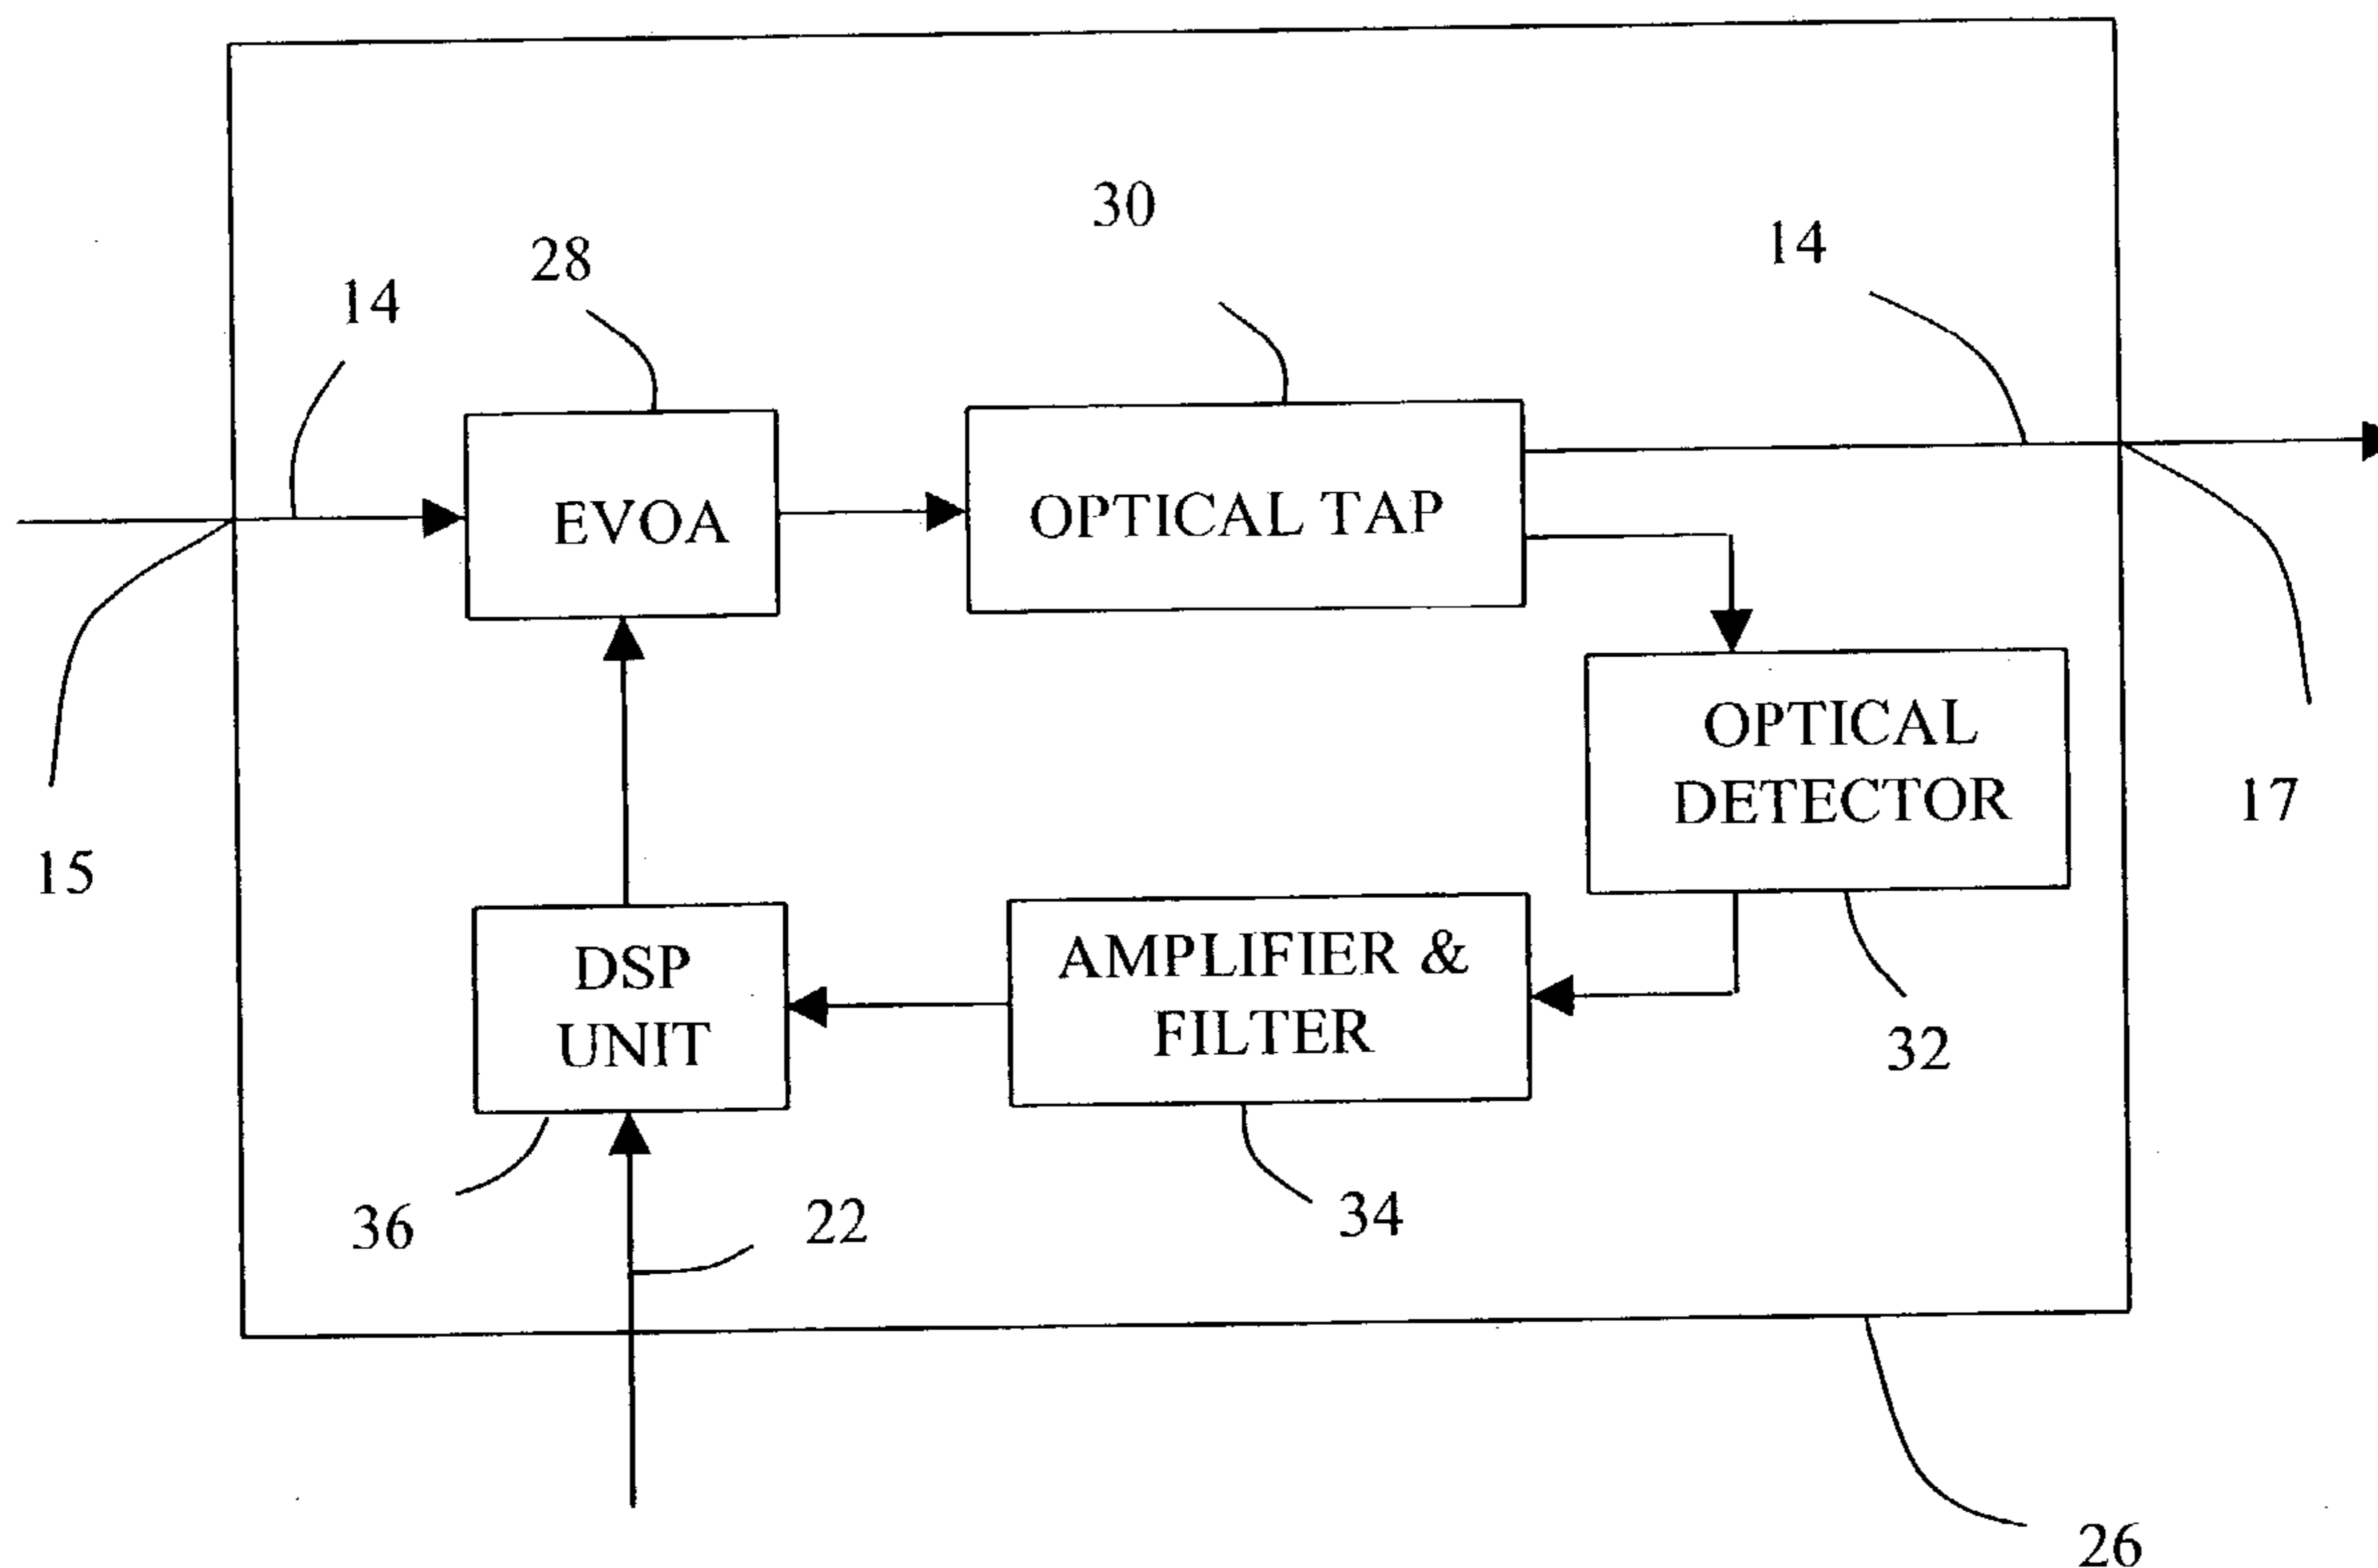 30
14
28
14
EVOA
OPTICAL TAP
OPTICAL
DETECTOR
17
15
AMPLIFIER &
FILTER
DSP
UNIT
32
36
22
34
26